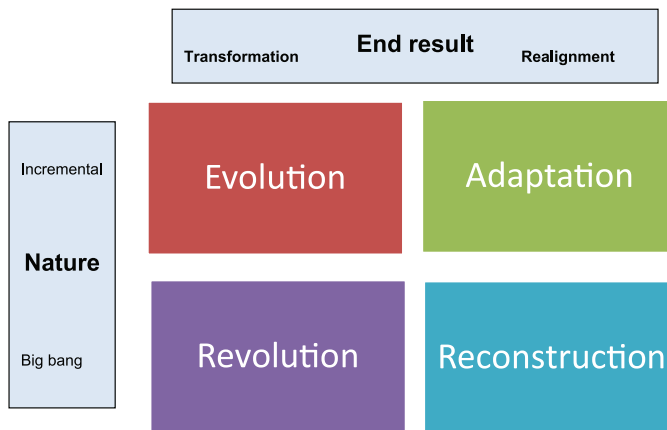 End result
Transformation
Realignment
Incremental
Evolution
Adaptation
Nature
Big bang
Revolution
Reconstruction